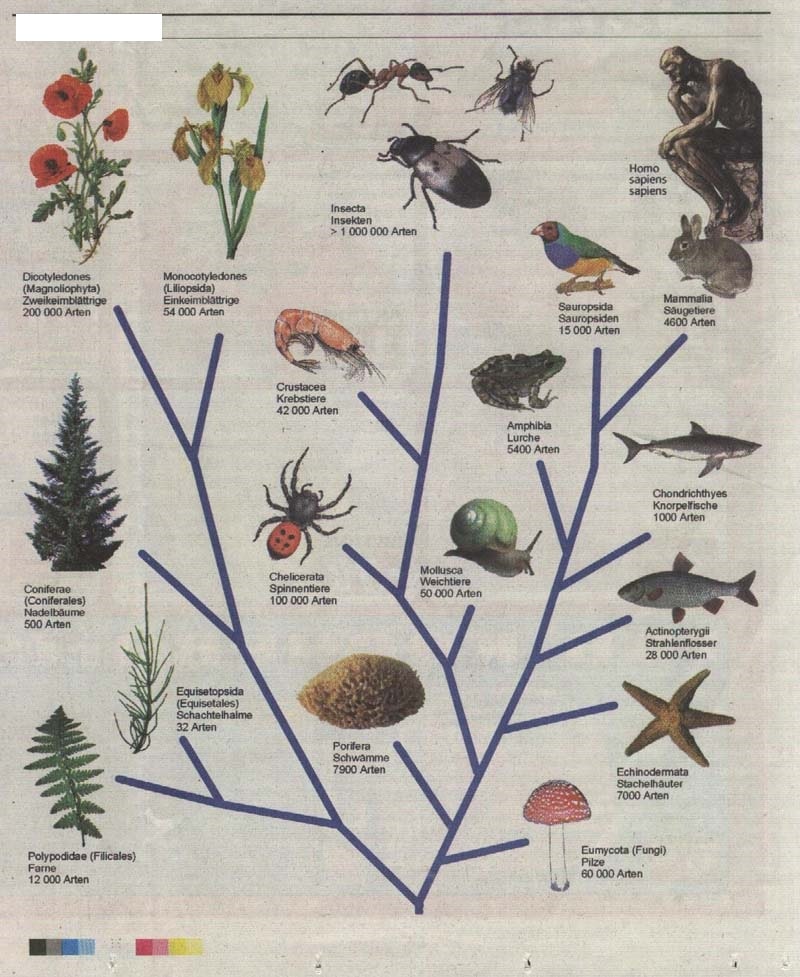 Homo
sapiens
sapiens
Insecta
Insekten
> 1 000 000 Arten
Dicotyledones
(Magnoliophyta)
Zweikeimblättrige
200 000 Arten
Monocotyledones
(Liliopsida)
Einkeimblättrige
54 000 Arten
Sauropsida
Sauropsiden
15 000 Arten
Mammalia
Säugetiere
4600 Arten
Crustacea
Krebstiere
42 000 Arten
Amphibia
Lurche
5400 Arten
Chondrichthyes
Knorpelfische
1000 Arten
Coniferae
(Coniferales)
Nadelbäume
500 Arten
Chelicerata
Spinnentiere
100 000 Arten
Mollusca
Weichtiere
50 000 Arten
Actinopterygii
Strahlenflosser
28 000 Arten
Equisetopsida
(Equisetales)
Schachtelhalme
32 Arten
Porifera
Schwämme
7900 Arten
Echinodermata
Stachelhäuter
7000 Arten
Polypodidae (Filicales)
Farne
12 000 Arten
Eumycota (Fungi)
Pilze
60 000 Arten